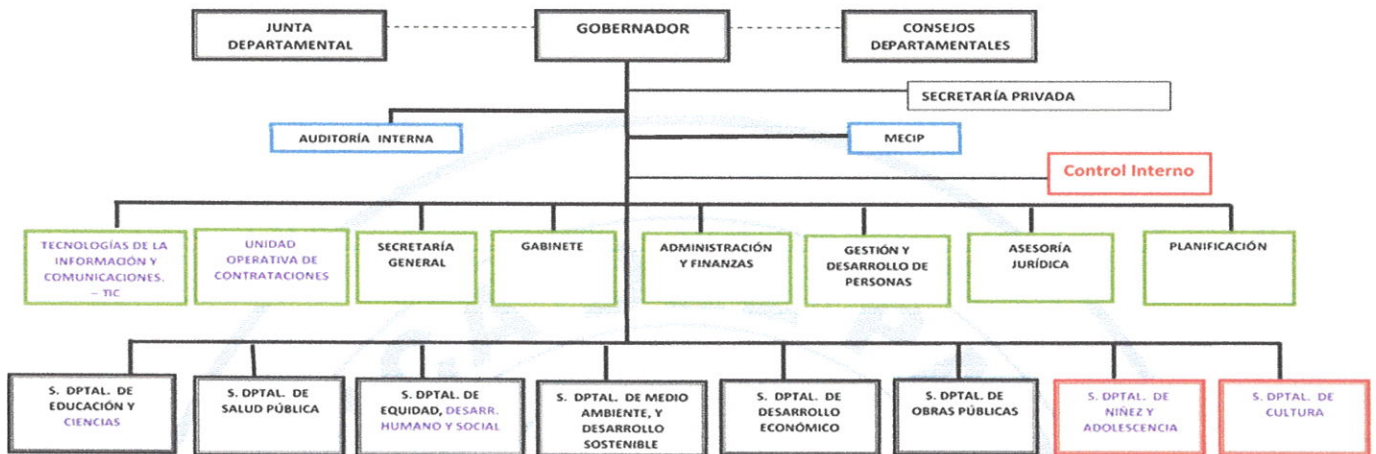 JUNTA
DEPARTAMENTAL
GOBERNADOR
CONSEJOS
DEPARTAMENTALES
SECRETARÍA PRIVADA
AUDITORÍA INTERNA
MECIP
Control Interno
TECNOLOGÍAS DE LA
INFORMACIÓN Y
COMUNICACIONES.
– TIC
UNIDAD
OPERATIVA DE
CONTRATACIONES
SECRETARÍA
GENERAL
GABINETE
ADMINISTRACIÓN
Y FINANZAS
GESTIÓN Y
DESARROLLO DE
PERSONAS
ASESORÍA
JURÍDICA
PLANIFICACIÓN
S. DPTAL. DE
EDUCACIÓN Y
CIENCIAS
S. DPTAL. DE
SALUD PÚBLICA
S. DPTAL. DE
EQUIDAD, DESARR.
HUMANO Y SOCIAL
S. DPTAL. DE MEDIO
AMBIENTE, Y
DESARROLLO
SOSTENIBLE
S. DPTAL. DE
DESARROLLO
ECONÓMICO
S. DPTAL. DE
OBRAS PÚBLICAS
S. DPTAL. DE
NIÑEZ Y
ADOLESCENCIA
S. DPTAL. DE
CULTURA